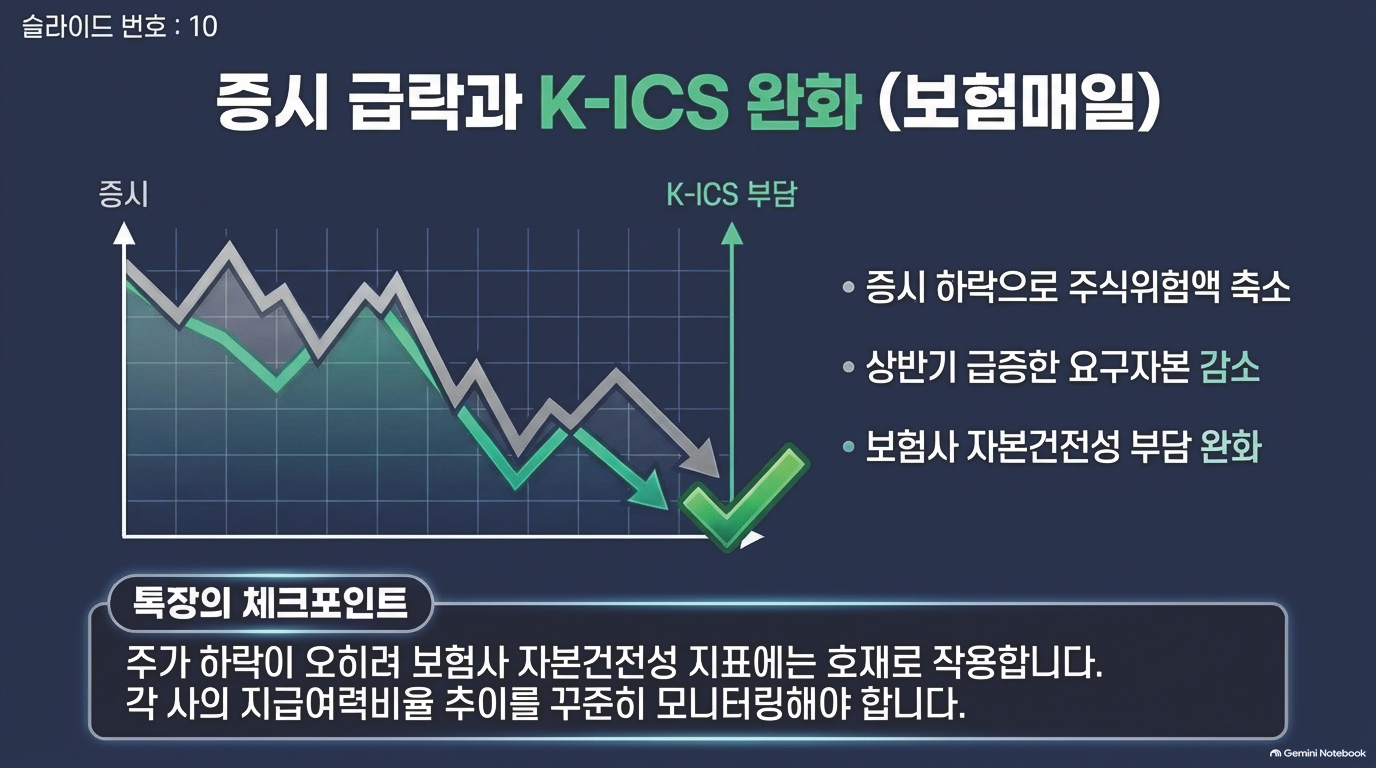 슬라이드 번호 : 10
증시 급락과 K-ICS 완화 (보험매일)
증시
K-ICS 부담
• 증시 하락으로 주식위험액 축소
• 상반기 급증한 요구자본 감소
• 보험사 자본건전성 부담 완화
톡장의 체크포인트
주가 하락이 오히려 보험사 자본건전성 지표에는 호재로 작용합니다.
각 사의 지급여력비율 추이를 꾸준히 모니터링해야 합니다.
Gemini Notebook